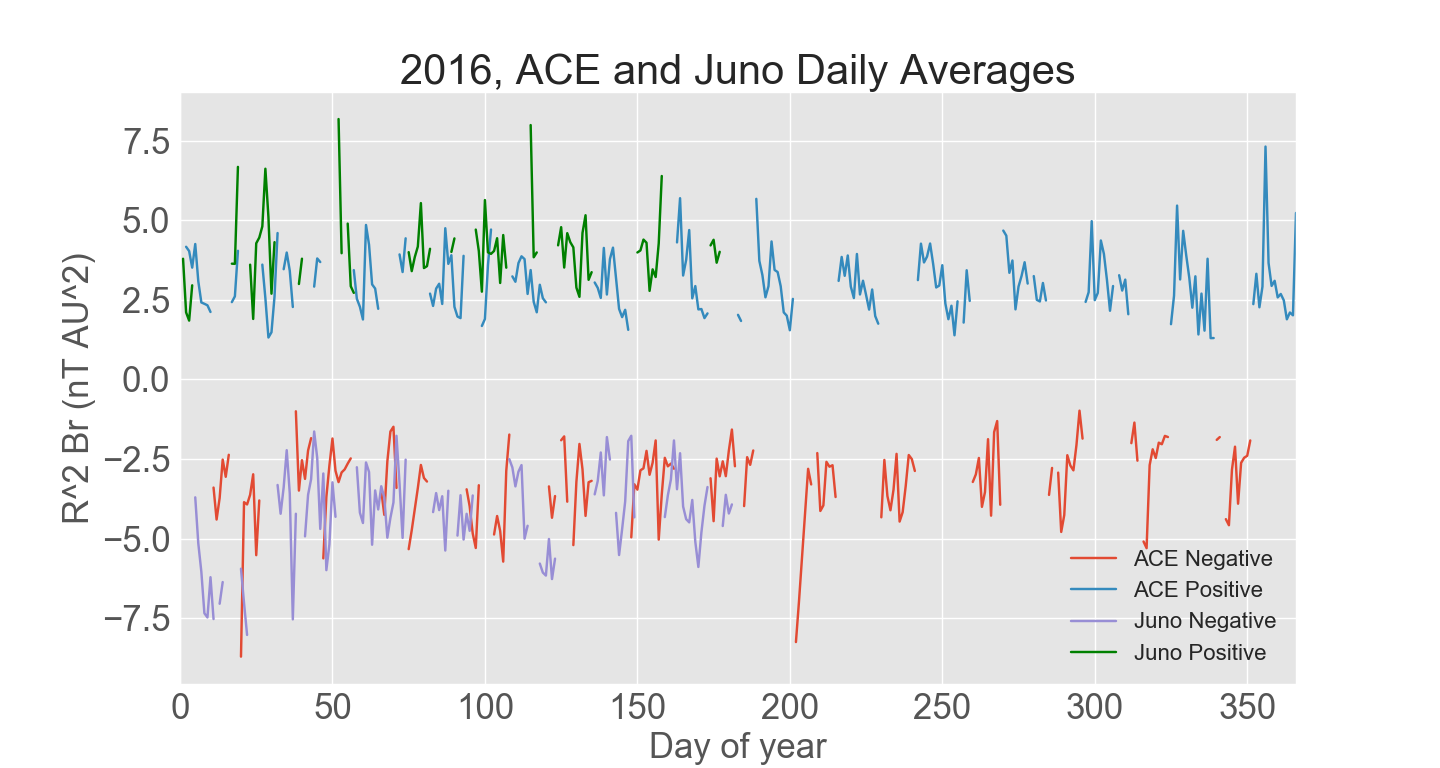 2016, ACE and Juno Daily Averages
R^2 Br (nT AU^2)
7.5
5.0
2.5
0.0
−2.5
−5.0
−7.5
ACE Negative
ACE Positive
Juno Negative
Juno Positive
0 50 100 150 200 250 300 350
Day of year